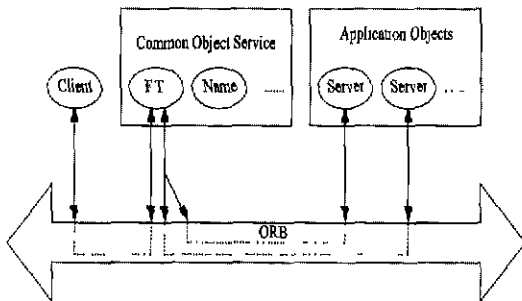 Common Object Service
Application Objects
Client
FT
Name
.....
Server
Server
....
ORB